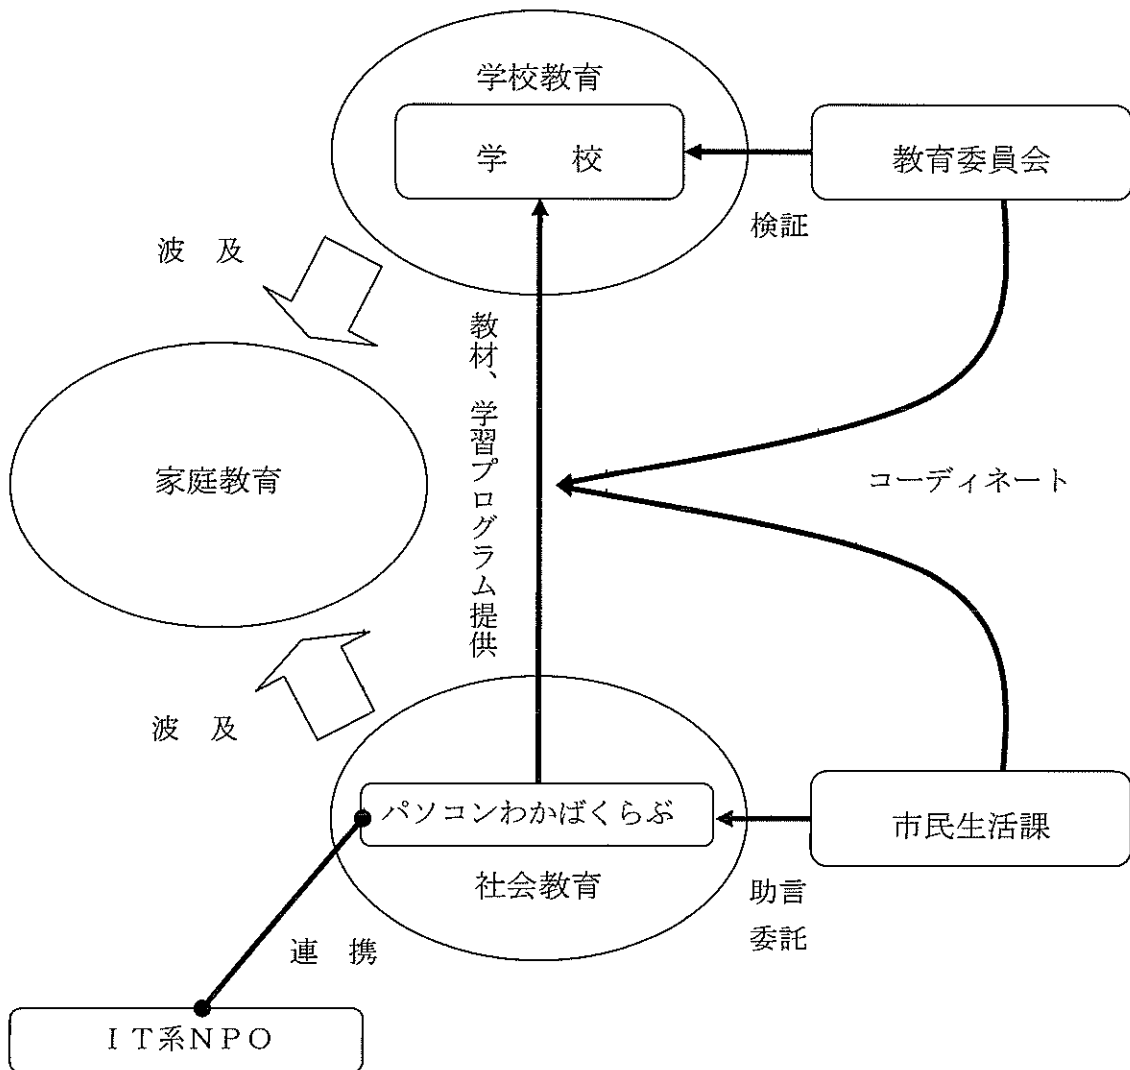 学校教育
学　　校
教育委員会
検証
波　及
教材、学習プログラム提供
家庭教育
コーディネート
波　及
パソコンわかばくらぶ
市民生活課
社会教育
助言
委託
連　携
ＩＴ系ＮＰＯ